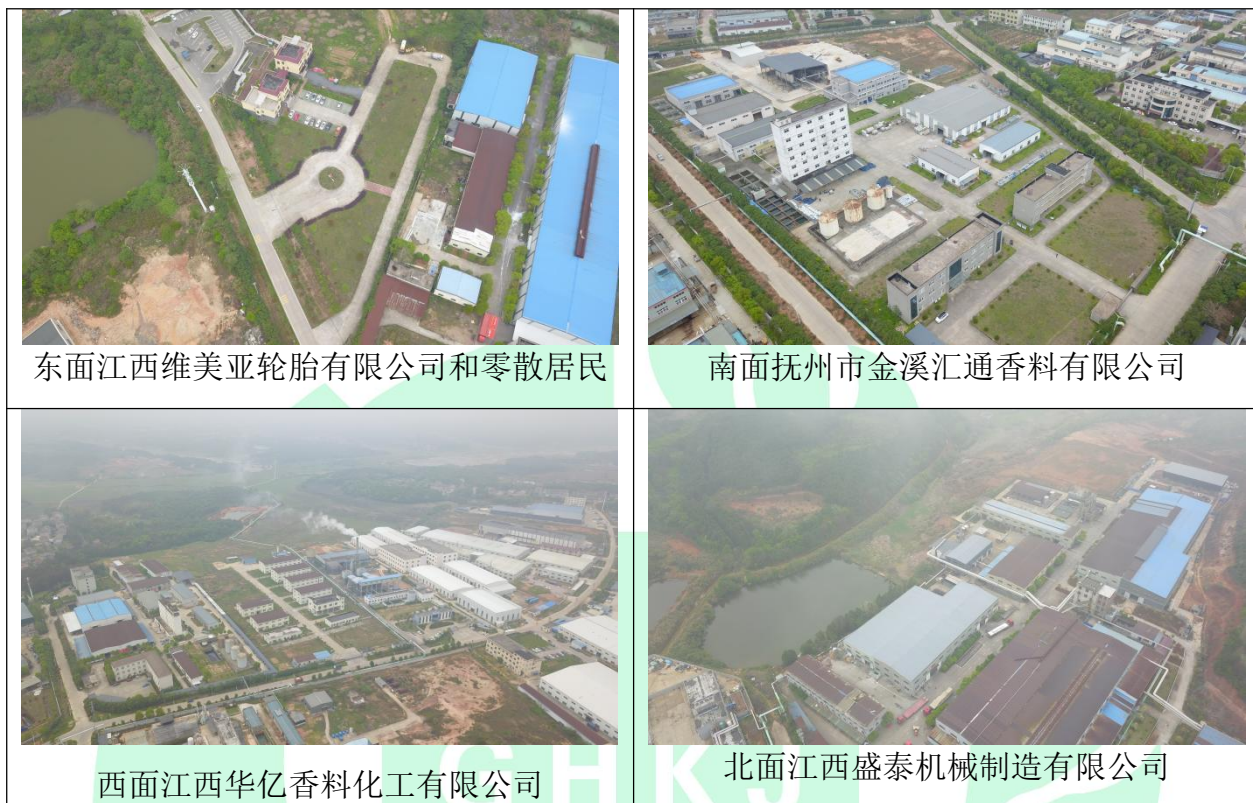 东面江西维美亚轮胎有限公司和零散居民
南面抚州市金溪汇通香料有限公司
西面江西华亿香料化工有限公司
北面江西盛泰机械制造有限公司
GHKJ